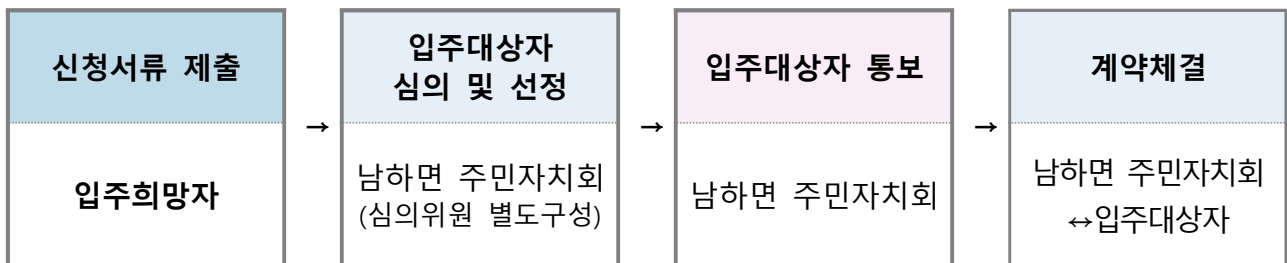 신청서류 제출
입주희망자
→
입주대상자
심의 및 선정
남하면 주민자치회
(심의위원 별도구성)
→
입주대상자 통보
남하면 주민자치회
→
계약체결
남하면 주민자치회
↔입주대상자